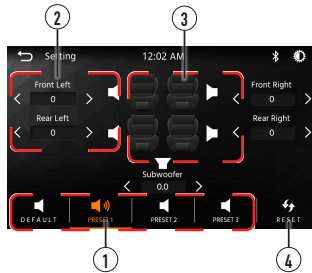 2
3
Setting 12:02 AM
Front Left
0
Front Right
0
Rear Left
0
Rear Right
0
Subwoofer
0.0
DEFAULT PRESET 1 PRESET 2 PRESET 3 RESET
1
4